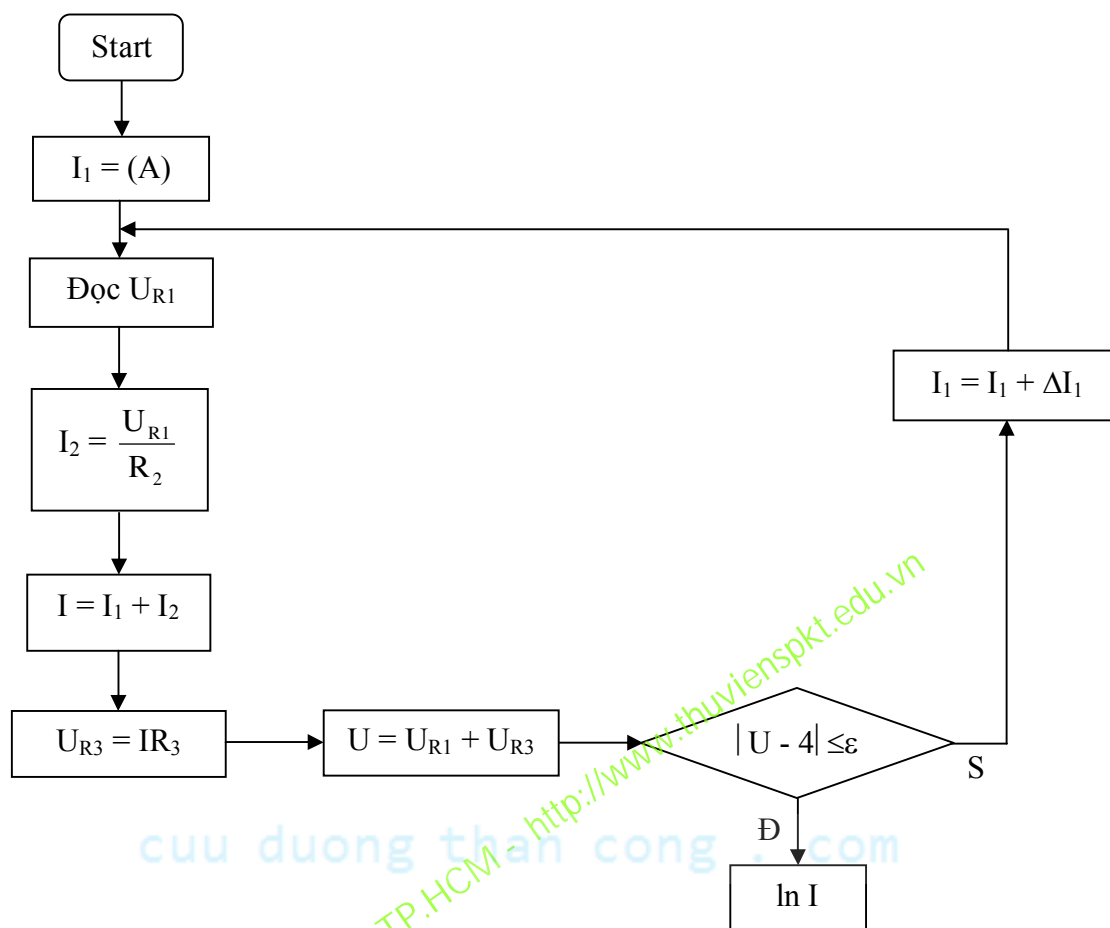 Start
I₁ = (A)
Đọc U_R1
I₂ = U_R1 / R₂
I = I₁ + I₂
U_R3 = IR₃
U = U_R1 + U_R3
|U - 4| ≤ε
S
I₁ = I₁ + ΔI₁
Đ
ln I
TP.HCM - http://www.thuvienspkt.edu.vn
cuu duong than cong . com